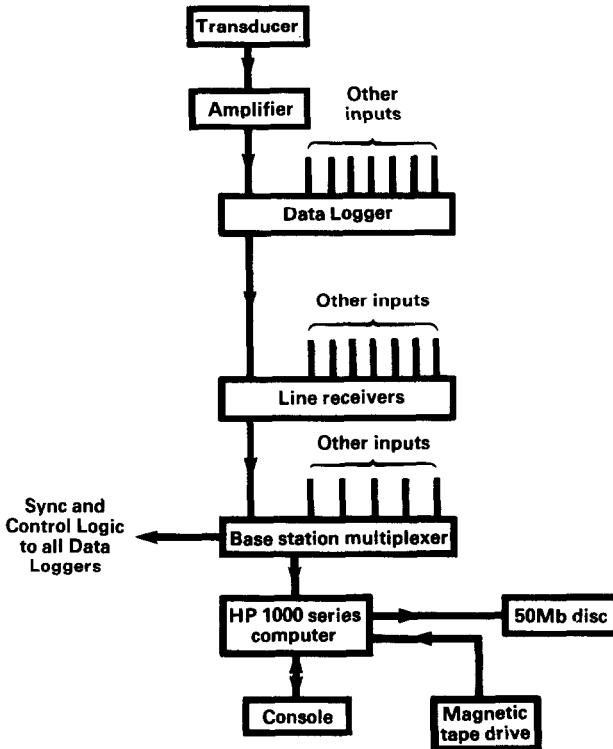 Transducer
Amplifier
Other
inputs
Data Logger
Other inputs
Line receivers
Other inputs
Sync and
Control Logic
to all Data
Loggers
Base station multiplexer
HP 1000 series
computer
50Mb disc
Console
Magnetic
tape drive